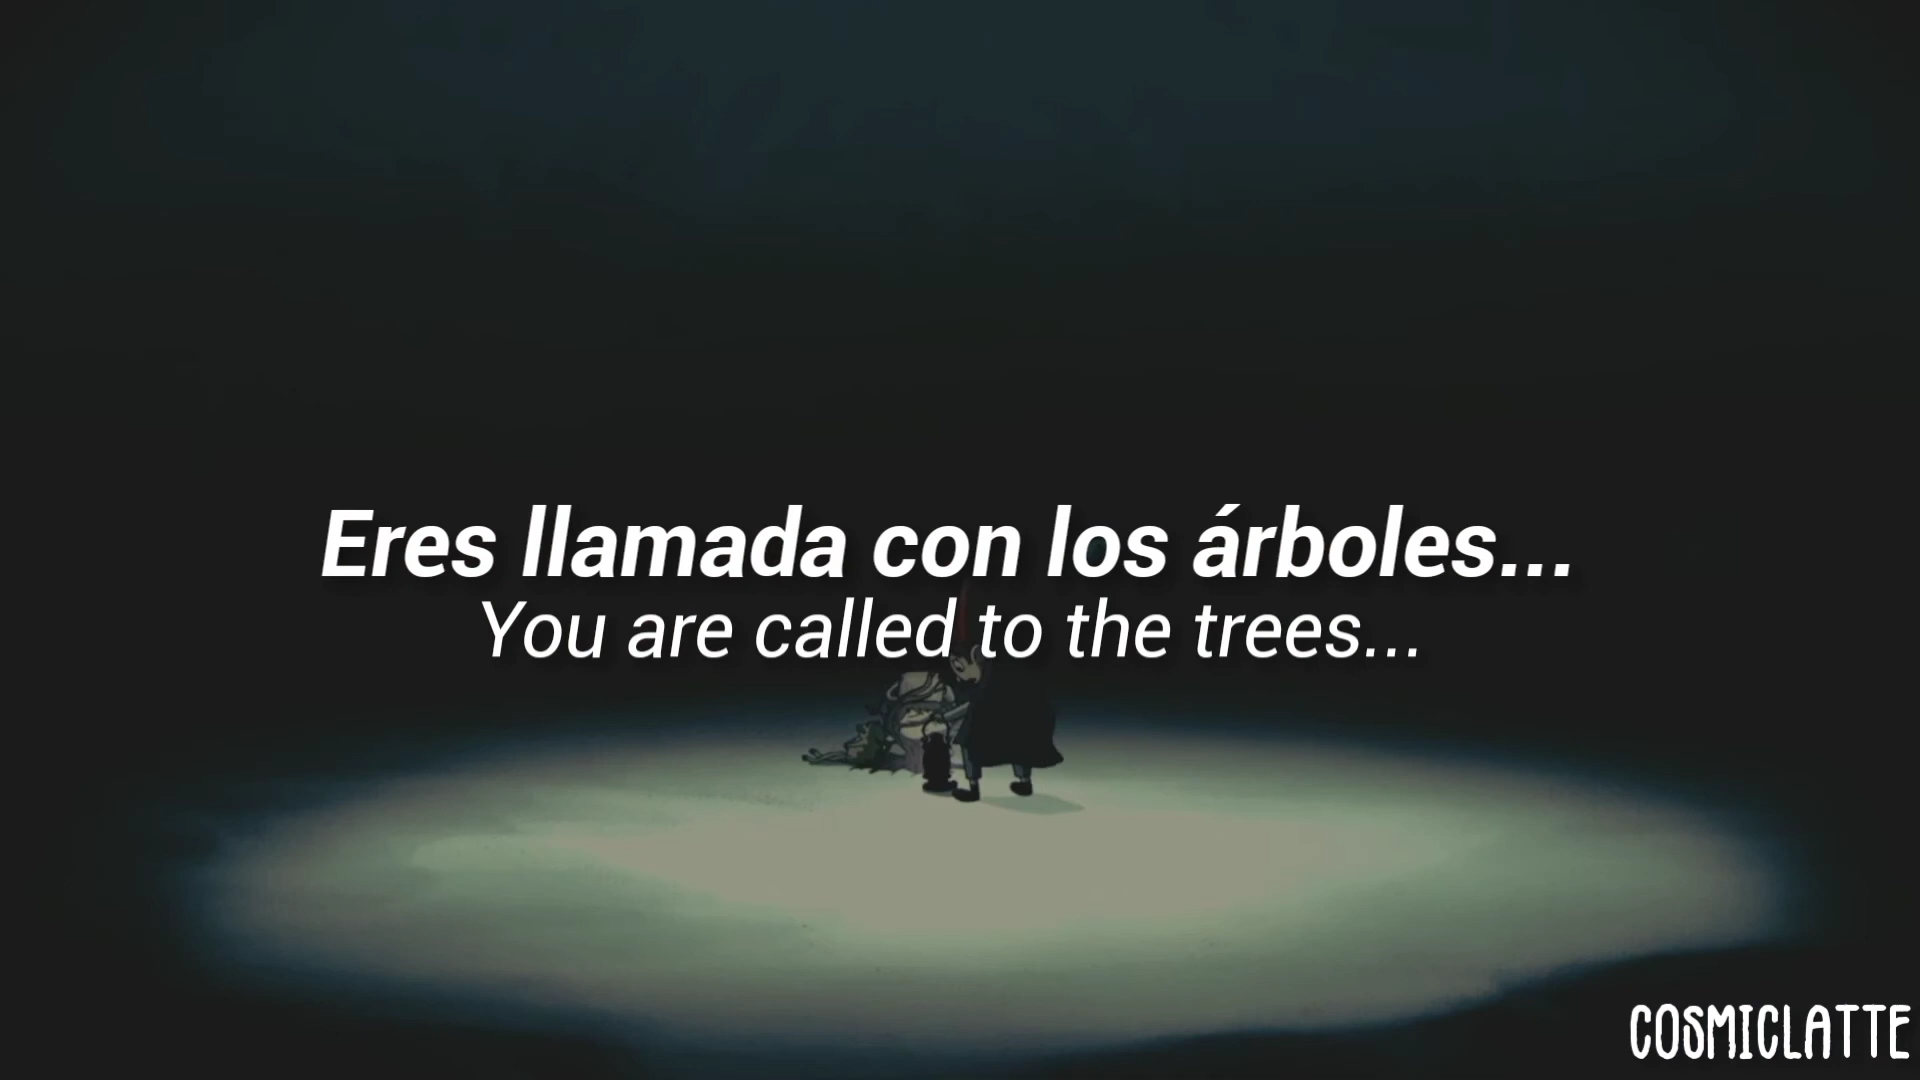 Eres llamada con los árboles...
You are called to the trees...
COSMICLATTE